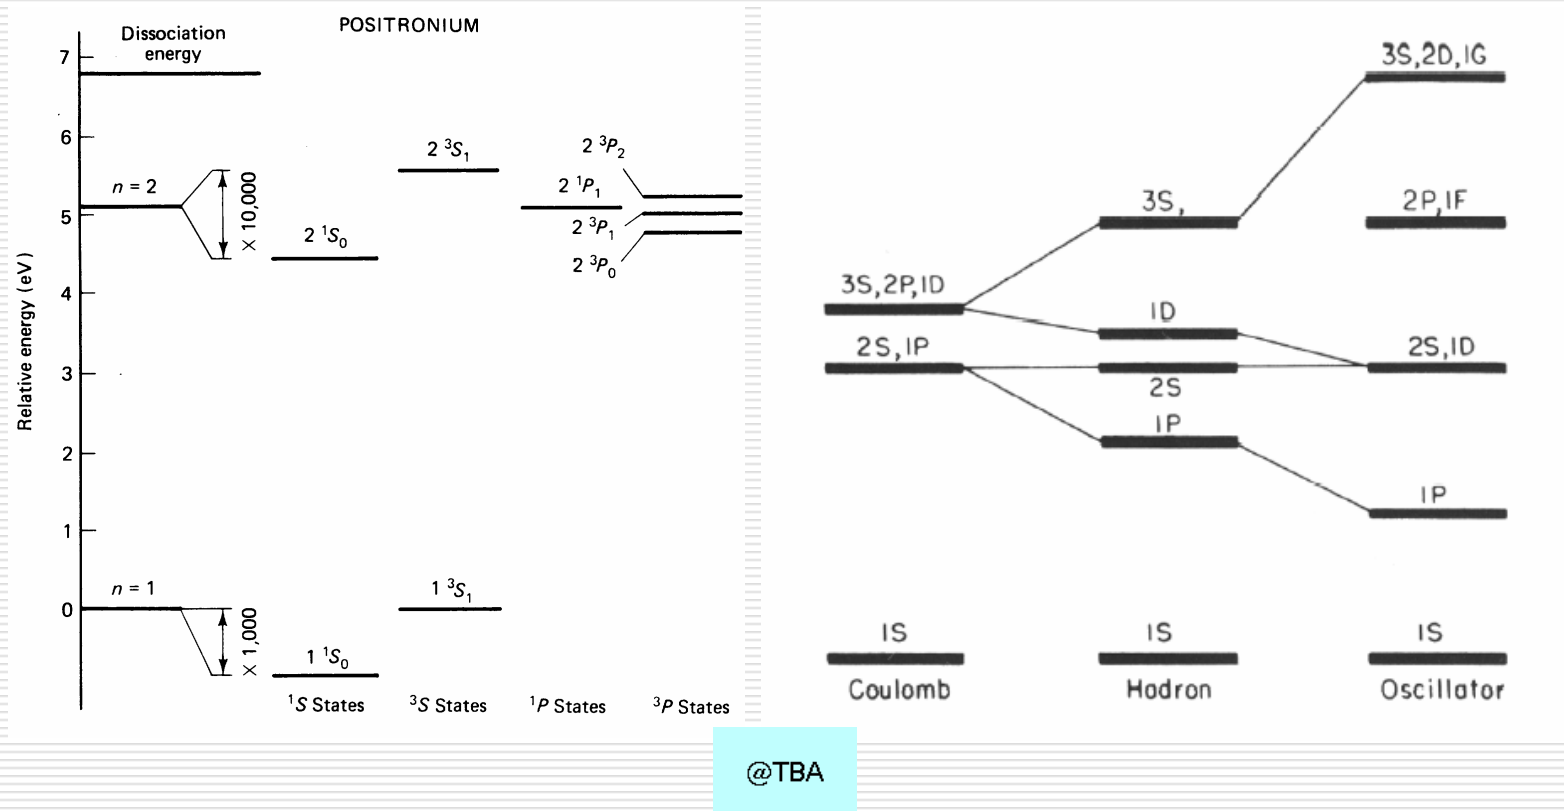 POSITRONIUM
Dissociation
energy
7
6
5
4
3
2
1
0
Relative energy (eV)
n = 2
× 10,000
n = 1
× 1,000
2 ³S₁
2 ¹S₀
2 ¹P₁
2 ³P₂
2 ³P₁
2 ³P₀
1 ³S₁
1 ¹S₀
¹S States
³S States
¹P States
³P States
3S,2P,1D
2S,1P
1S
Coulomb
3S,
1D
2S
1P
1S
Hadron
3S,2D,1G
2P,1F
2S,1D
1P
1S
Oscillator
@TBA